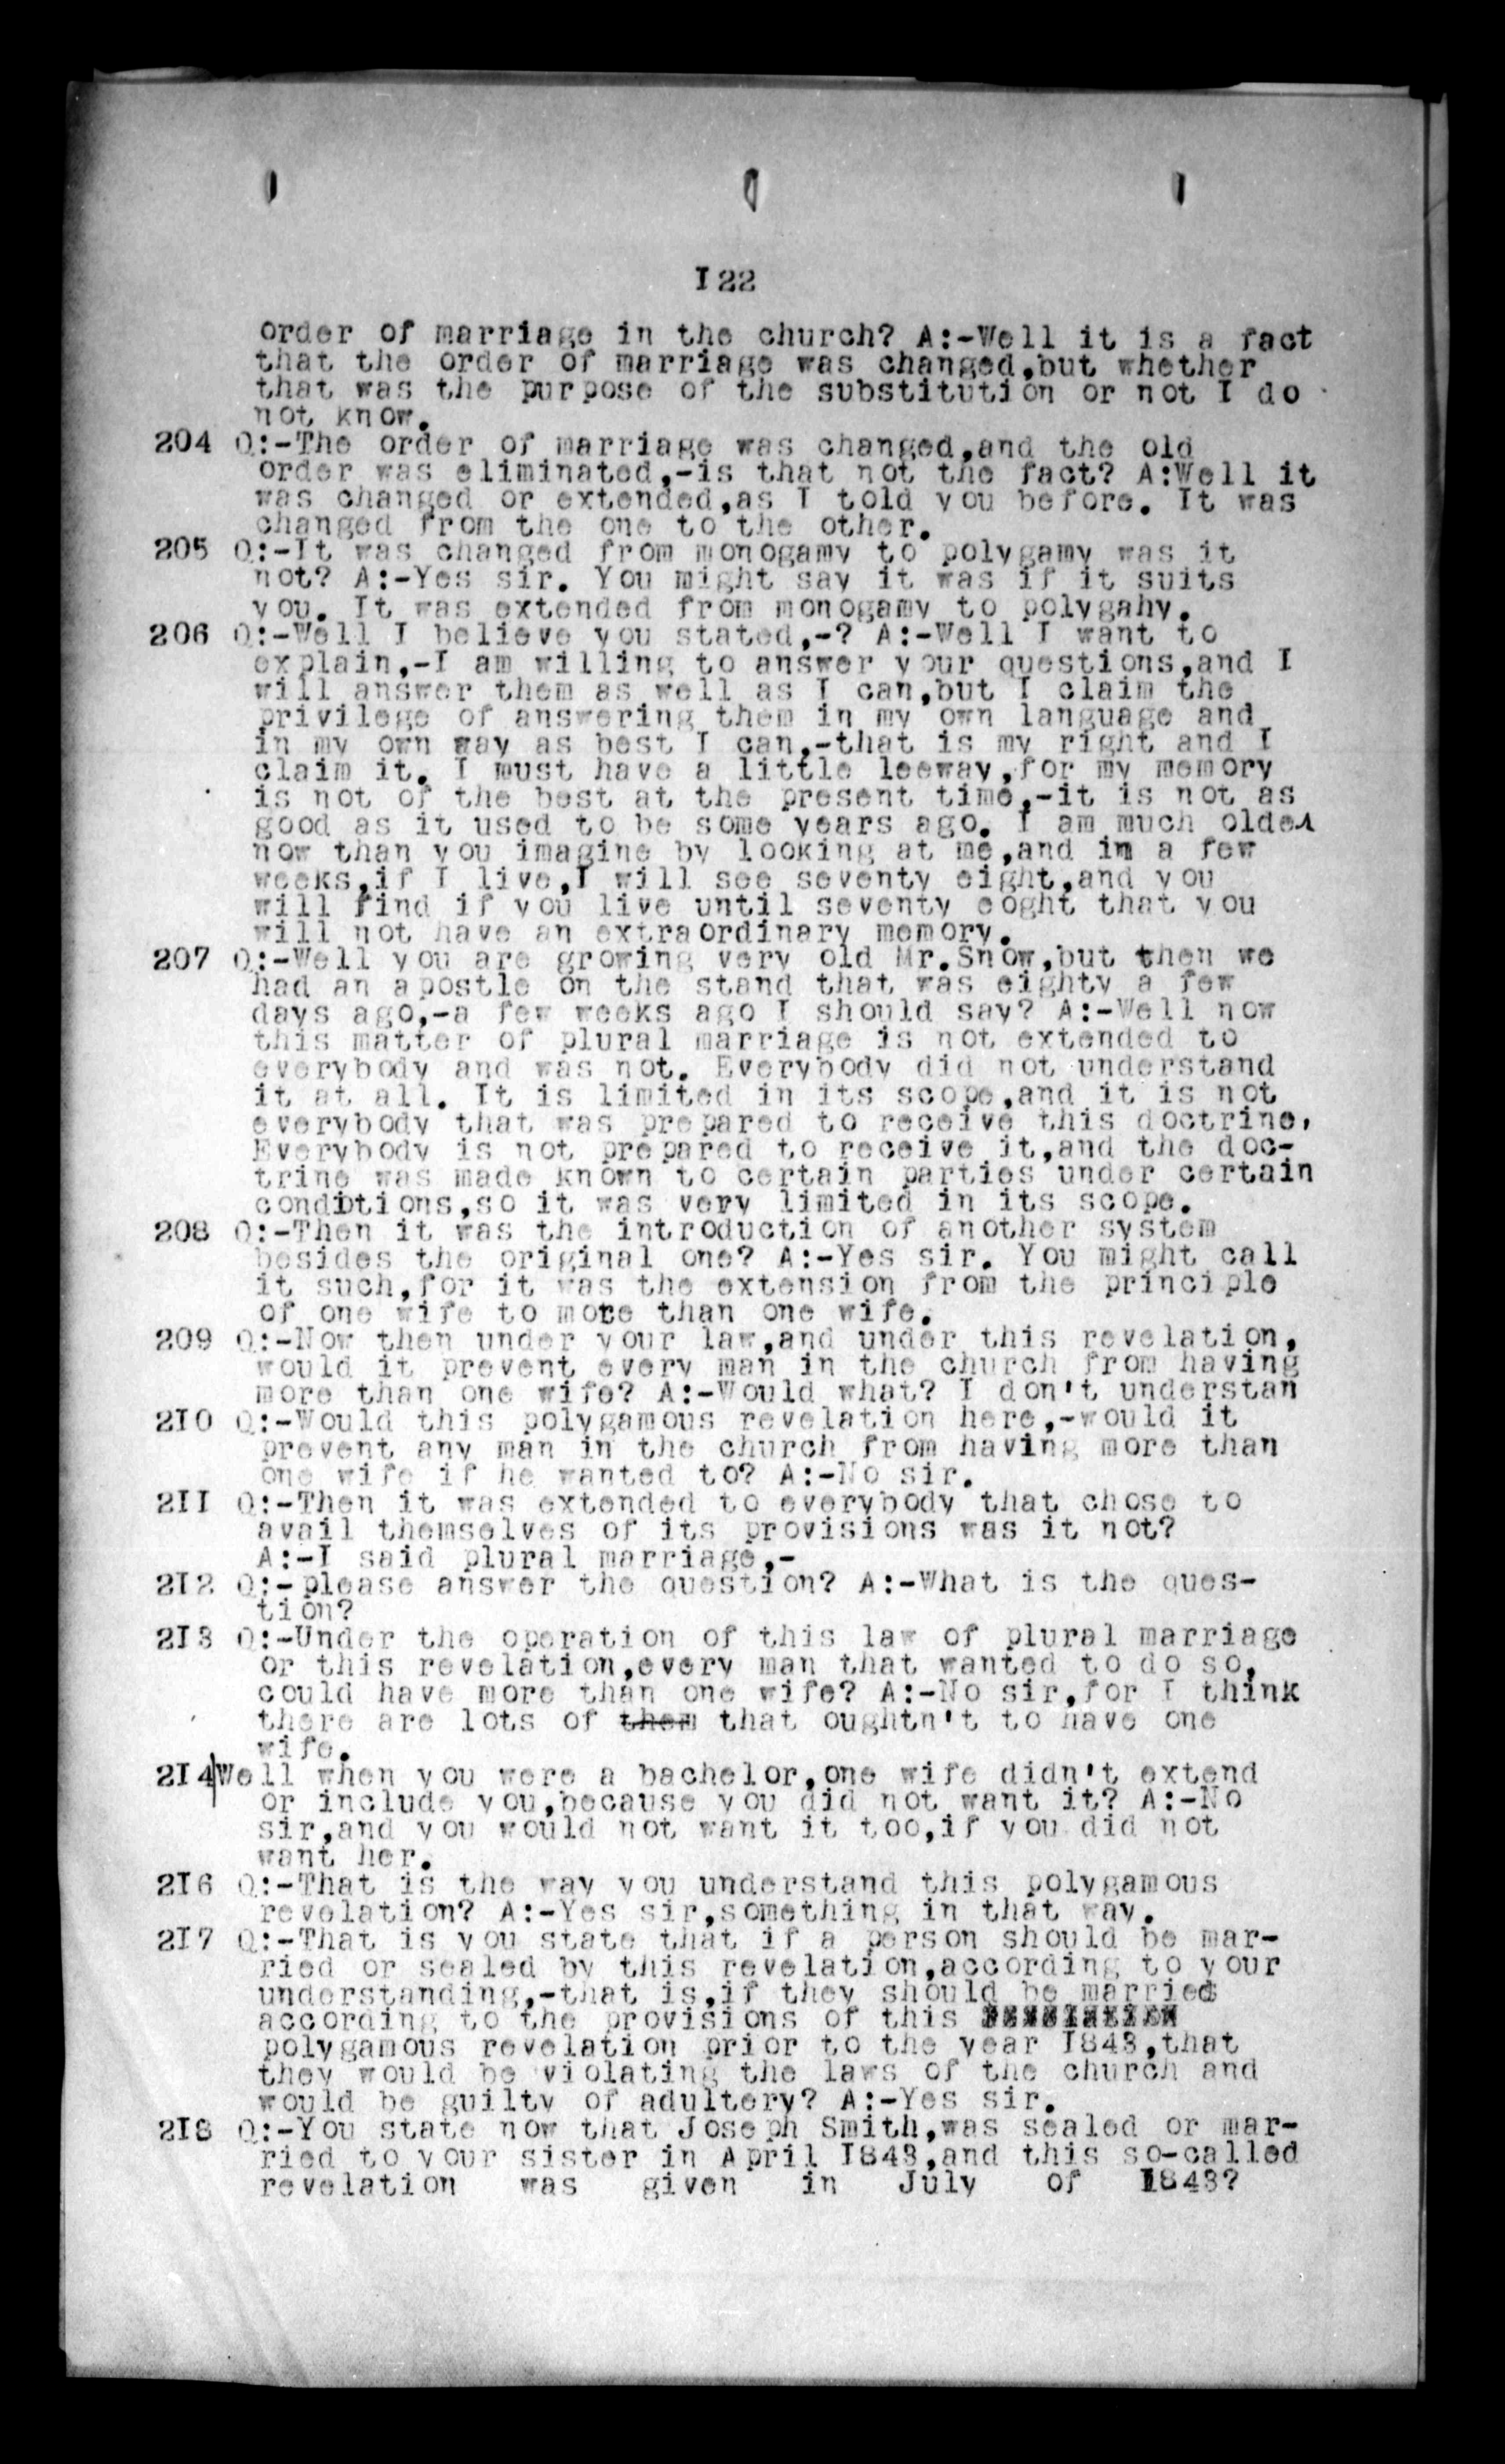 I22
order of marriage in the church? A:-Well it is a fact
that the order of marriage was changed,but whether
that was the purpose of the substitution or not I do
not know.
204 Q:-The order of marriage was changed,and the old
order was eliminated,-is that not the fact? A:Well it
was changed or extended,as I told you before. It was
changed from the one to the other.
205 Q:-It was changed from monogamy to polygamy was it
not? A:-Yes sir. You might say it was if it suits
you. It was extended from monogamy to polygahy.
206 Q:-Well I believe you stated,-? A:-Well I want to
explain,-I am willing to answer your questions,and I
will answer them as well as I can,but I claim the
privilege of answering them in my own language and
in my own way as best I can,-that is my right and I
claim it. I must have a little leeway,for my memory
is not of the best at the present time,-it is not as
good as it used to be some years ago. I am much older
now than you imagine by looking at me,and in a few
weeks,if I live,I will see seventy eight,and you
will find if you live until seventy eoght that you
will not have an extraordinary memory.
207 Q:-Well you are growing very old Mr.Snow,but then we
had an apostle on the stand that was eighty a few
days ago,-a few weeks ago I should say? A:-Well now
this matter of plural marriage is not extended to
everybody and was not. Everybody did not understand
it at all. It is limited in its scope,and it is not
everybody that was prepared to receive this doctrine.
Everybody is not prepared to receive it,and the doc-
trine was made known to certain parties under certain
conditions,so it was very limited in its scope.
208 Q:-Then it was the introduction of another system
besides the original one? A:-Yes sir. You might call
it such,for it was the extension from the principle
of one wife to more than one wife.
209 Q:-Now then under your law,and under this revelation,
would it prevent every man in the church from having
more than one wife? A:-Would what? I don't understan
2IO Q:-Would this polygamous revelation here,-would it
prevent any man in the church from having more than
one wife if he wanted to? A:-No sir.
2II Q:-Then it was extended to everybody that chose to
avail themselves of its provisions was it not?
A:-I said plural marriage,-
2I2 Q:-please answer the question? A:-What is the ques-
tion?
2I3 Q:-Under the operation of this law of plural marriage
or this revelation,every man that wanted to do so,
could have more than one wife? A:-No sir,for I think
there are lots of them that oughtn't to have one
wife.
2I4 Well when you were a bachelor,one wife didn't extend
or include you,because you did not want it? A:-No
sir,and you would not want it too,if you did not
want her.
2I6 Q:-That is the way you understand this polygamous
revelation? A:-Yes sir,something in that way.
2I7 Q:-That is you state that if a person should be mar-
ried or sealed by this revelation,according to your
understanding,-that is,if they should be married
according to the provisions of this
polygamous revelation prior to the year I843,that
they would be violating the laws of the church and
would be guilty of adultery? A:-Yes sir.
2I8 Q:-You state now that Joseph Smith,was sealed or mar-
ried to your sister in April I843,and this so-called
revelation was given in July of I843?